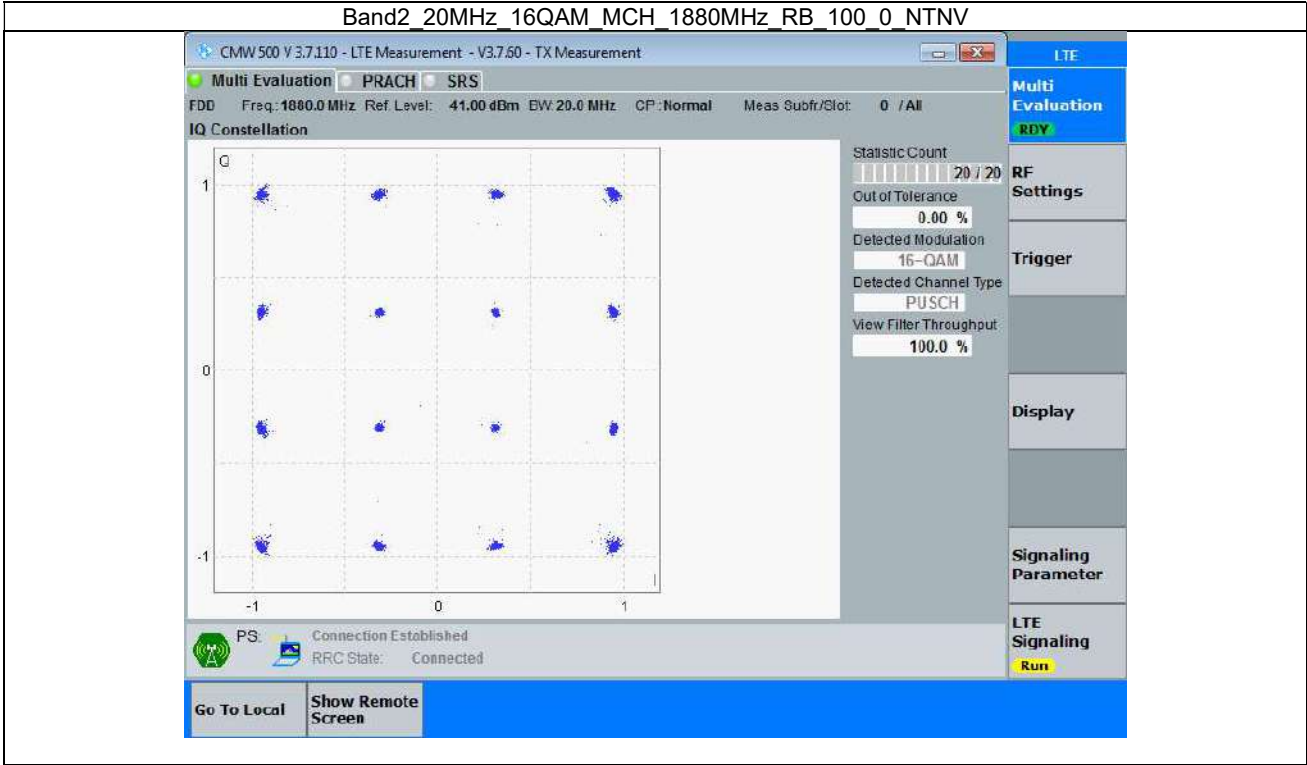 Band2_20MHz_16QAM_MCH_1880MHz_RB_100_0_NTNV
CMW 500 V 3.7.110 - LTE Measurement - V3.7.60 - TX Measurement
LTE
Multi Evaluation PRACH SRS
Multi
Evaluation
RDY
FDD Freq.: 1880.0 MHz Ref. Level: 41.00 dBm BW: 20.0 MHz CP: Normal Meas Subfr/Slot: 0 / All
IQ Constellation
Q
1
0
-1
-1 0 1
I
Statistic Count
20 / 20
Out of Tolerance
0.00 %
Detected Modulation
16-QAM
Detected Channel Type
PUSCH
View Filter Throughput
100.0 %
RF
Settings
Trigger
Display
Signaling
Parameter
LTE
Signaling
Run
PS: Connection Established
RRC State: Connected
Go To Local
Show Remote
Screen